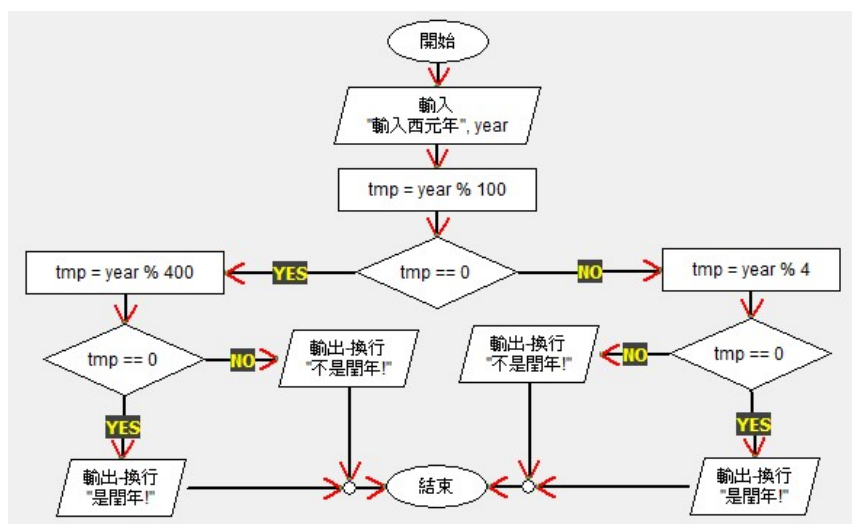 開始
輸入
"輸入西元年", year
tmp = year % 100
tmp = year % 400
YES
tmp == 0
NO
tmp = year % 4
tmp == 0
NO
輸出-換行
"不是閏年!"
輸出-換行
"不是閏年!"
NO
tmp == 0
YES
YES
輸出-換行
"是閏年!"
結束
輸出-換行
"是閏年!"